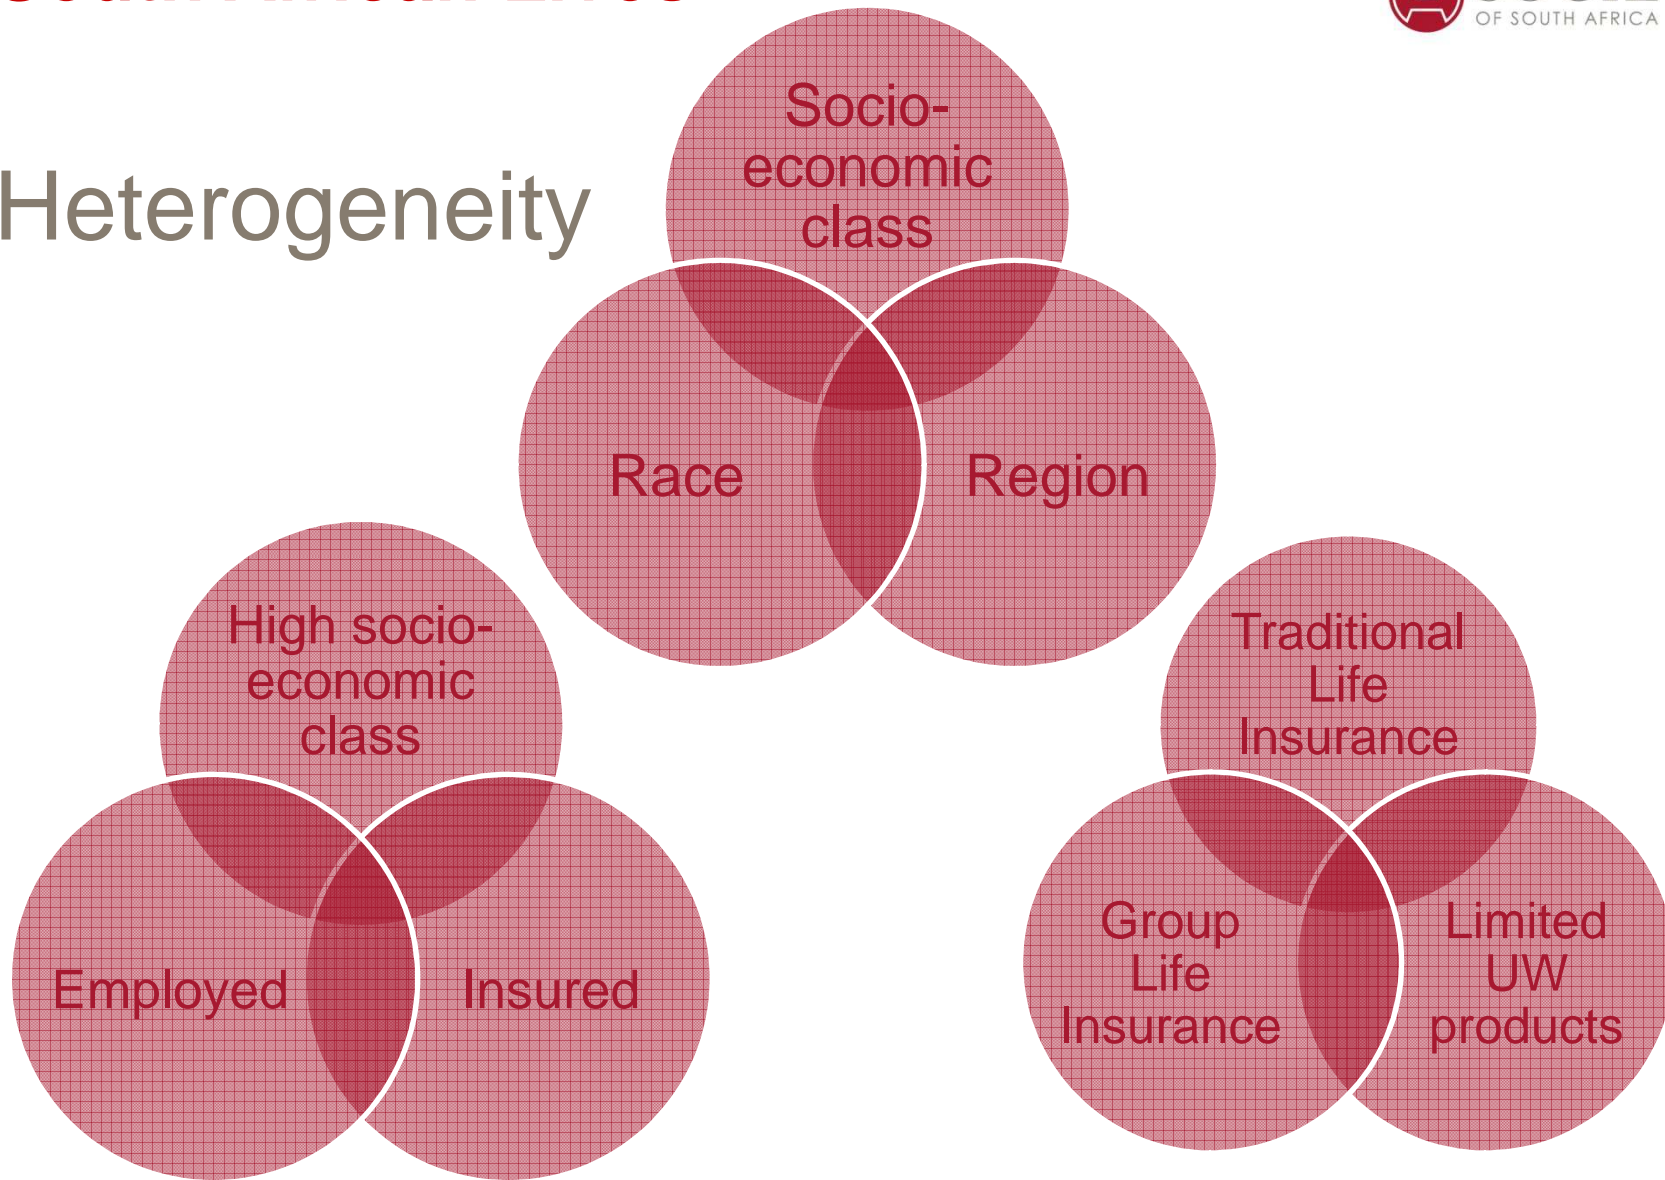 OF SOUTH AFRICA
Heterogeneity
Socio-
economic
class
Race
Region
High socio-
economic
class
Employed
Insured
Traditional
Life
Insurance
Group
Life
Insurance
Limited
UW
products